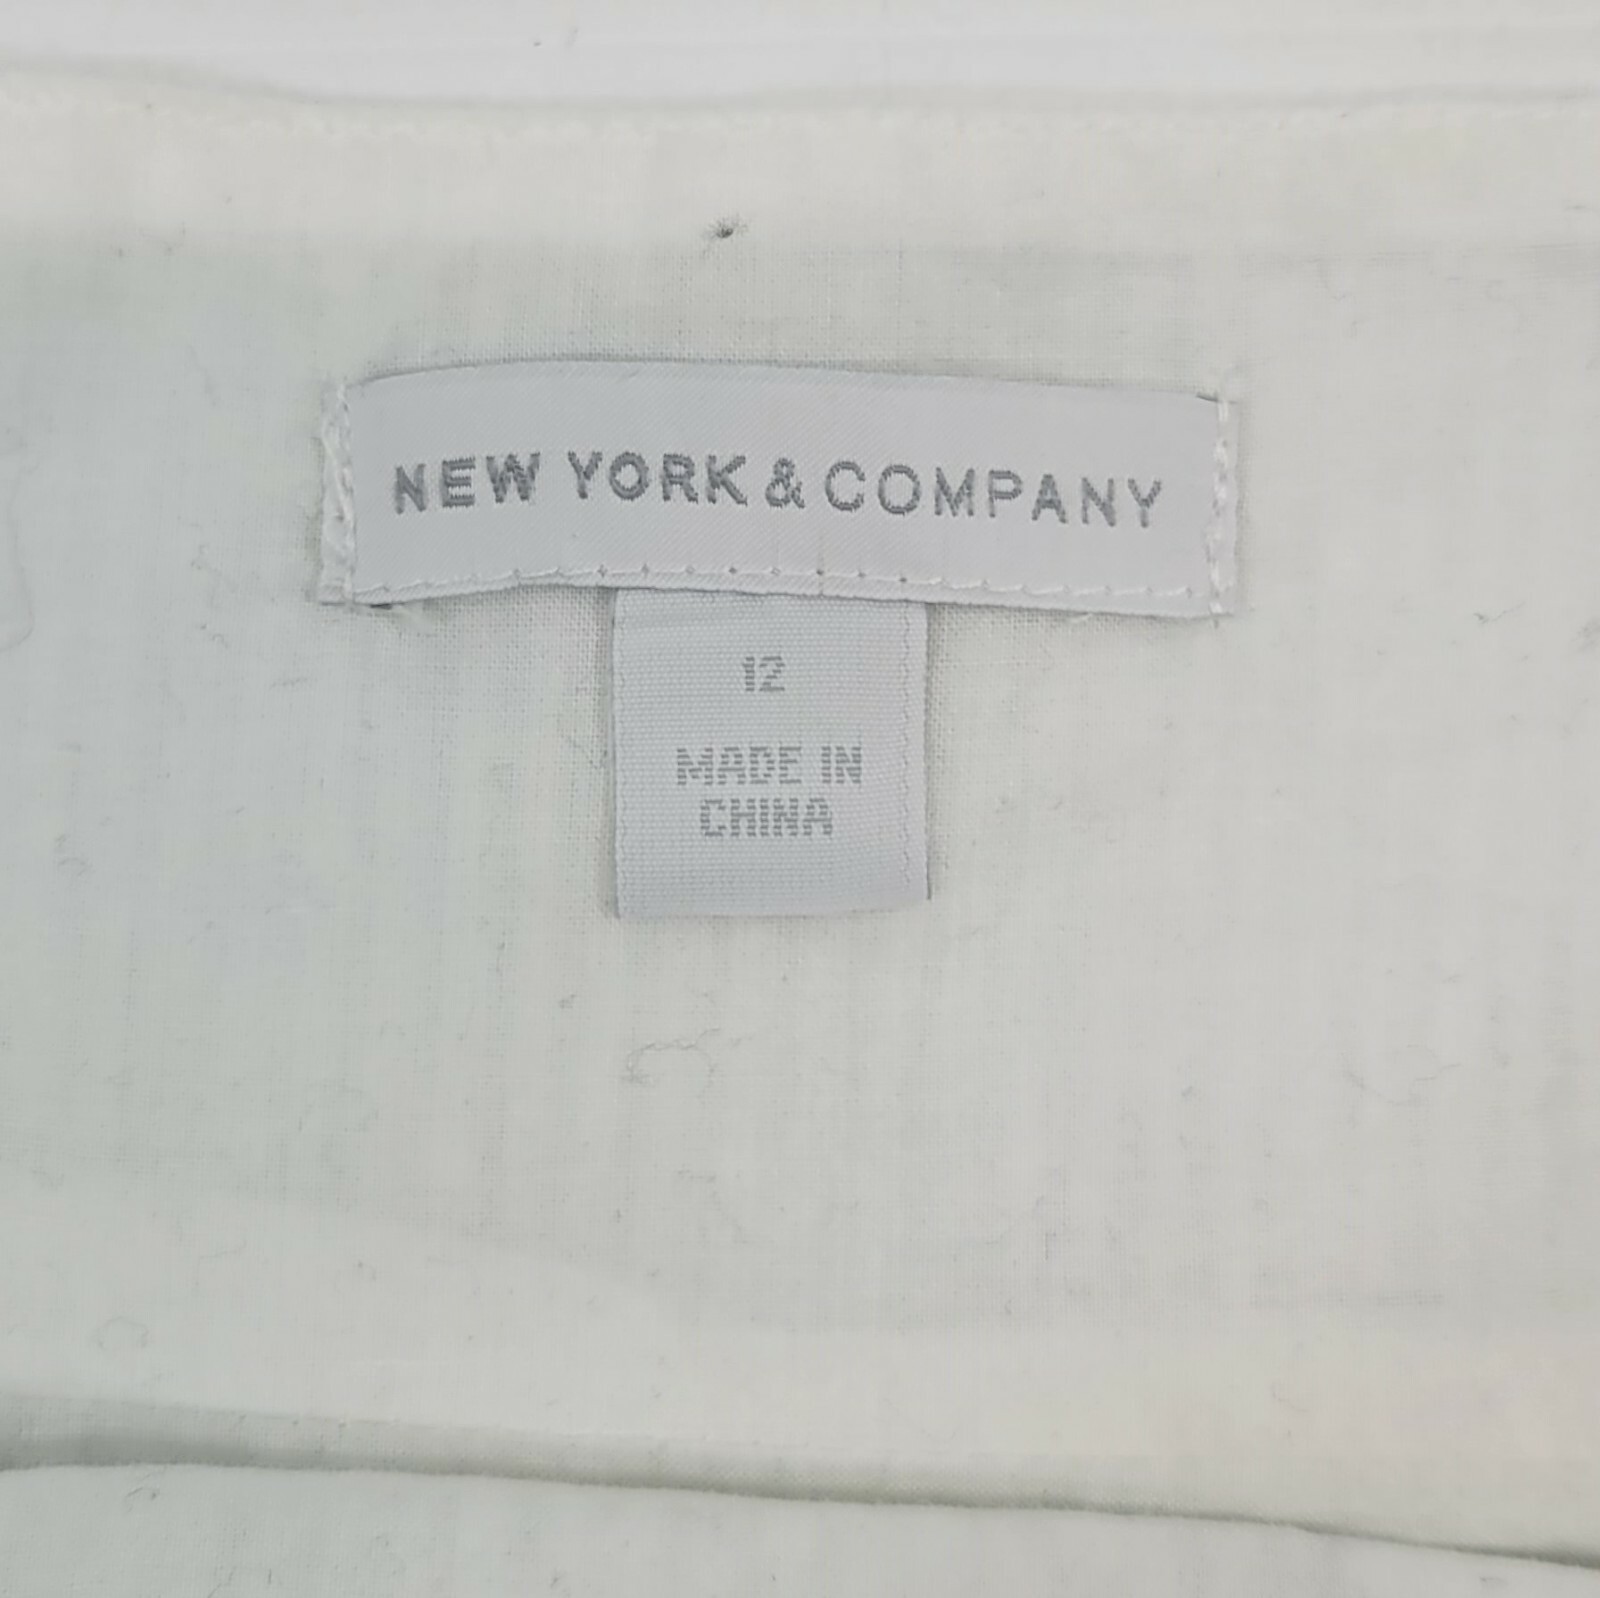 NEW YORK & COMPANY
12
MADE IN
CHINA